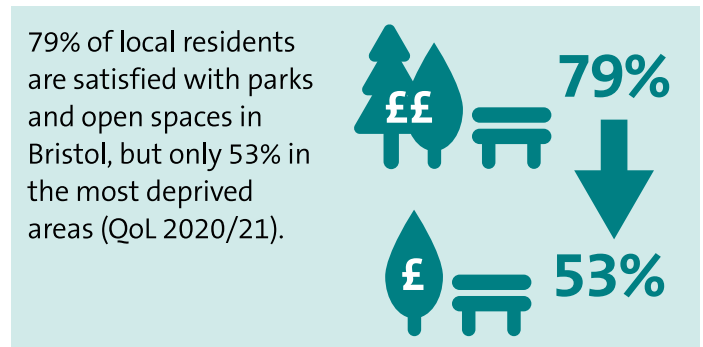 79% of local residents
are satisfied with parks
and open spaces in
Bristol, but only 53% in
the most deprived
areas (QoL 2020/21).
££
79%
£
53%